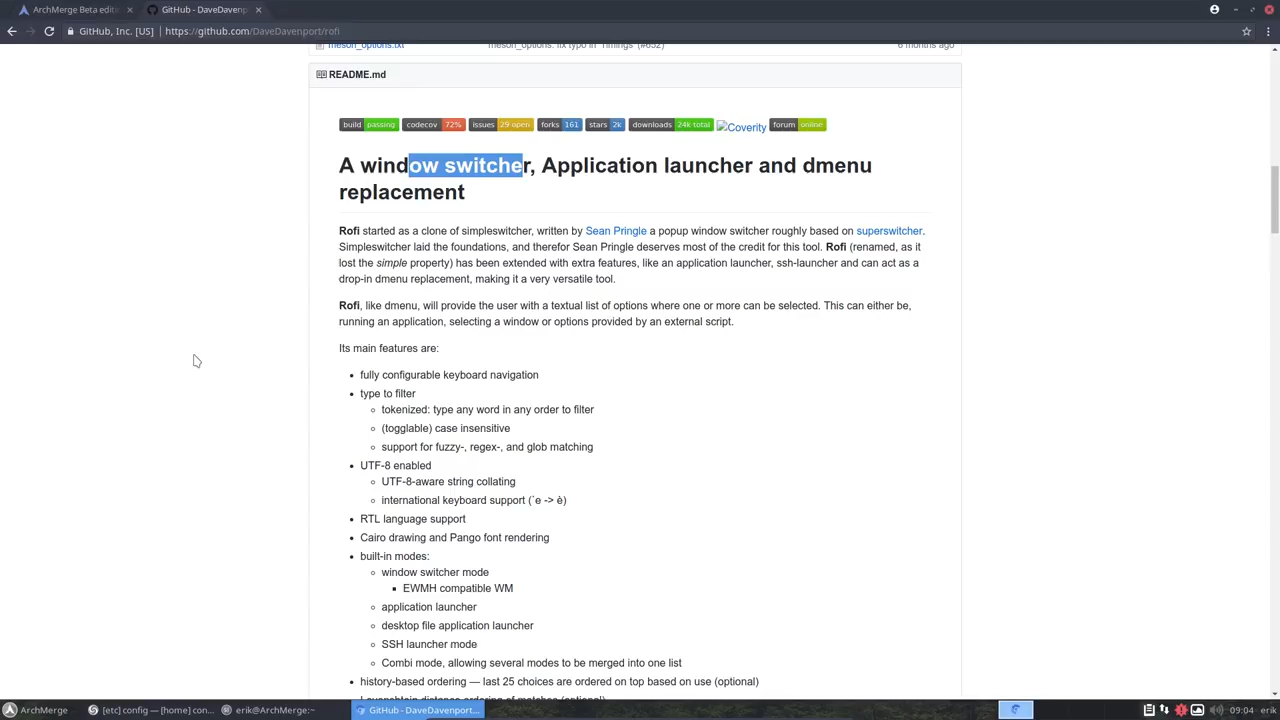 ArchMerge Beta editio
GitHub - DaveDavenp
GitHub, Inc. [US]
https://github.com/DaveDavenport/rofi
meson_options.txt
meson_options: fix typo in 'Timings' (#652)
6 months ago
README.md
build passing codecov 72% issues 29 open forks 161 stars 2k downloads 24k total Coverity forum online
A window switcher, Application launcher and dmenu
replacement
Rofi started as a clone of simpleswitcher, written by Sean Pringle a popup window switcher roughly based on superswitcher.
Simpleswitcher laid the foundations, and therefor Sean Pringle deserves most of the credit for this tool. Rofi (renamed, as it
lost the simple property) has been extended with extra features, like an application launcher, ssh-launcher and can act as a
drop-in dmenu replacement, making it a very versatile tool.
Rofi, like dmenu, will provide the user with a textual list of options where one or more can be selected. This can either be,
running an application, selecting a window or options provided by an external script.
Its main features are:
fully configurable keyboard navigation
type to filter
tokenized: type any word in any order to filter
(togglable) case insensitive
support for fuzzy-, regex-, and glob matching
UTF-8 enabled
UTF-8-aware string collating
international keyboard support (`e -> è)
RTL language support
Cairo drawing and Pango font rendering
built-in modes:
window switcher mode
EWMH compatible WM
application launcher
desktop file application launcher
SSH launcher mode
Combi mode, allowing several modes to be merged into one list
history-based ordering — last 25 choices are ordered on top based on use (optional)
Levenshtein distance ordering of matches (optional)
ArchMerge
[etc] config — [home] con...
erik@ArchMerge:~
GitHub - DaveDavenport...
09:04 erik